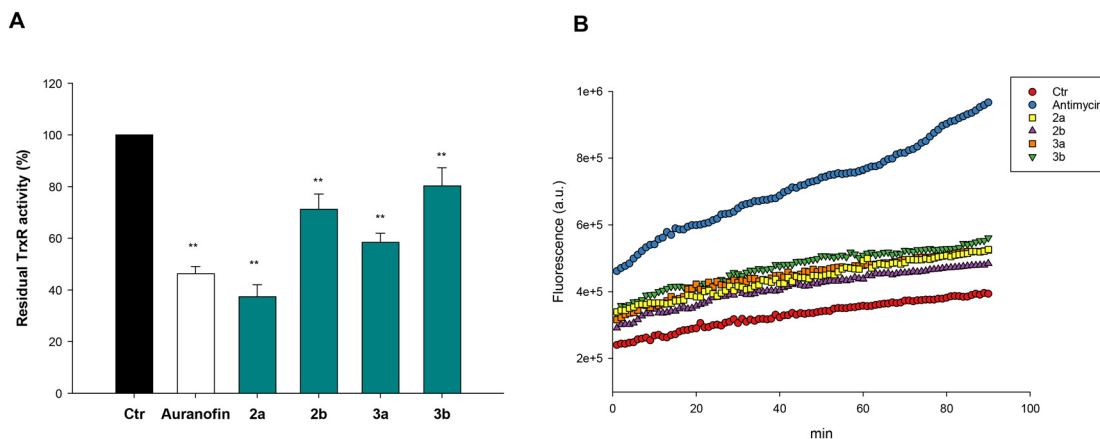 A
Residual TrxR activity (%)
120
100
80
60
40
20
0
**
**
**
**
**
Ctr Auranofin 2a 2b 3a 3b
B
Fluorescence (a.u.)
1e+6
8e+5
6e+5
4e+5
2e+5
0 20 40 60 80 100
min
Ctr
Antimycin
2a
2b
3a
3b